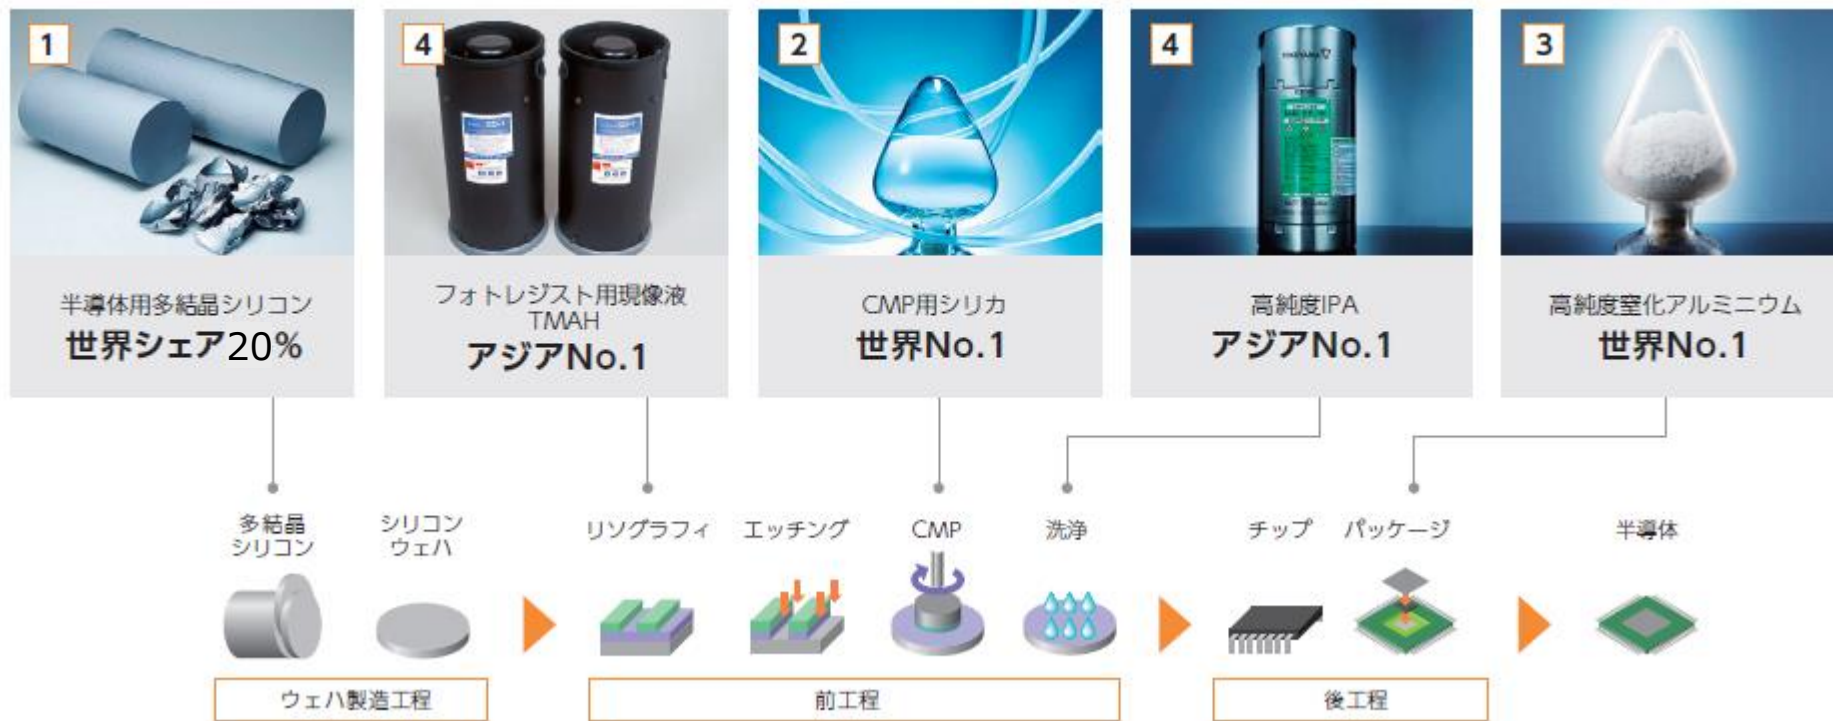 1
半導体用多結晶シリコン
世界シェア20%
4
フォトレジスト用現像液
TMAH
アジアNo.1
2
CMP用シリカ
世界No.1
4
高純度IPA
アジアNo.1
3
高純度窒化アルミニウム
世界No.1
多結晶
シリコン
シリコン
ウェハ
リソグラフィ
エッチング
CMP
洗浄
チップ
パッケージ
半導体
ウェハ製造工程
前工程
後工程